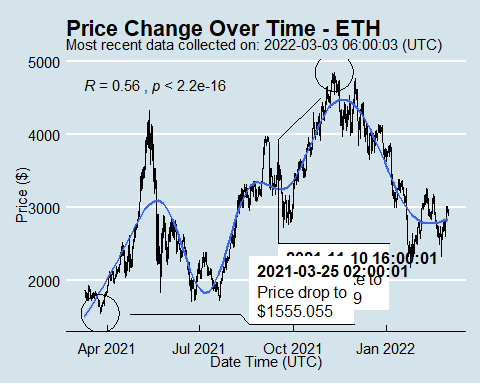 Price Change Over Time - ETH
Most recent data collected on: 2022-03-03 06:00:03 (UTC)
R = 0.56 , p < 2.2e-16
5000
4000
3000
2000
Price ($)
2021-11-10 16:00:01
2021-03-25 02:00:01
Price drop to
$1555.055
to
9
Apr 2021
Jul 2021
Oct 2021
Jan 2022
Date Time (UTC)